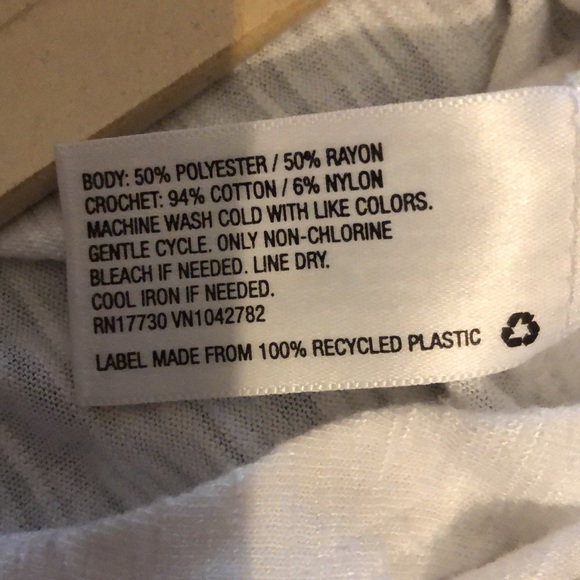 BODY: 50% POLYESTER / 50% RAYON
CROCHET: 94% COTTON / 6% NYLON
MACHINE WASH COLD WITH LIKE COLORS.
GENTLE CYCLE. ONLY NON-CHLORINE
BLEACH IF NEEDED. LINE DRY.
COOL IRON IF NEEDED.
RN17730 VN1042782
LABEL MADE FROM 100% RECYCLED PLASTIC